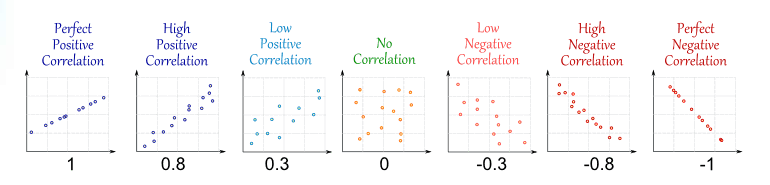 Perfect
Positive
Correlation
High
Positive
Correlation
Low
Positive
Correlation
No
Correlation
Low
Negative
Correlation
High
Negative
Correlation
Perfect
Negative
Correlation
1
0.8
0.3
0
-0.3
-0.8
-1